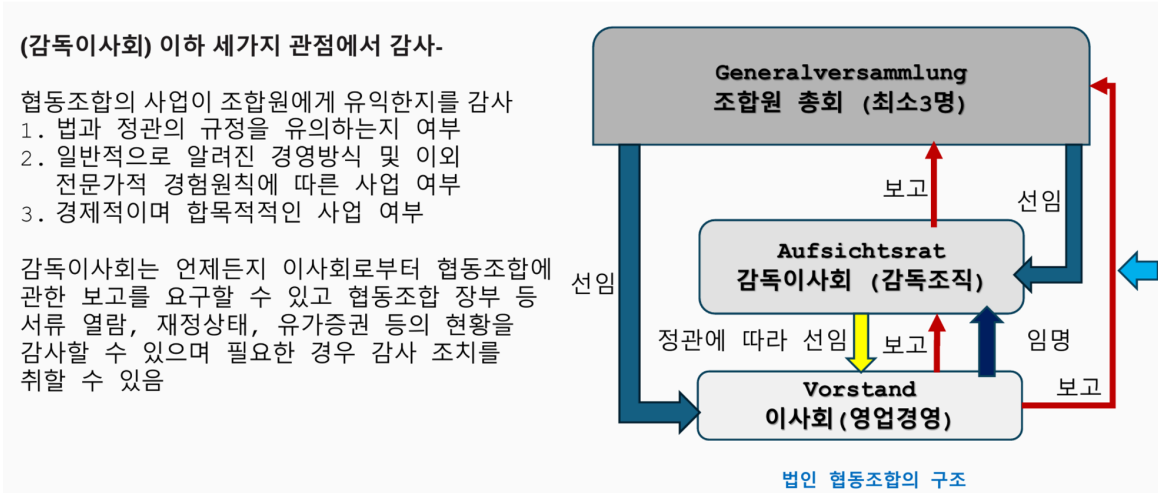 (감독이사회) 이하 세가지 관점에서 감사-
협동조합의 사업이 조합원에게 유익한지를 감사
1. 법과 정관의 규정을 유의하는지 여부
2. 일반적으로 알려진 경영방식 및 이외
전문가적 경험원칙에 따른 사업 여부
3. 경제적이며 합목적적인 사업 여부
감독이사회는 언제든지 이사회로부터 협동조합에
관한 보고를 요구할 수 있고 협동조합 장부 등
서류 열람, 재정상태, 유가증권 등의 현황을
감사할 수 있으며 필요한 경우 감사 조치를
취할 수 있음
Generalversammlung
조합원 총회 (최소3명)
보고
선임
Aufsichtsrat
감독이사회 (감독조직)
선임
정관에 따라 선임
보고
임명
Vorstand
이사회(영업경영)
보고
법인 협동조합의 구조